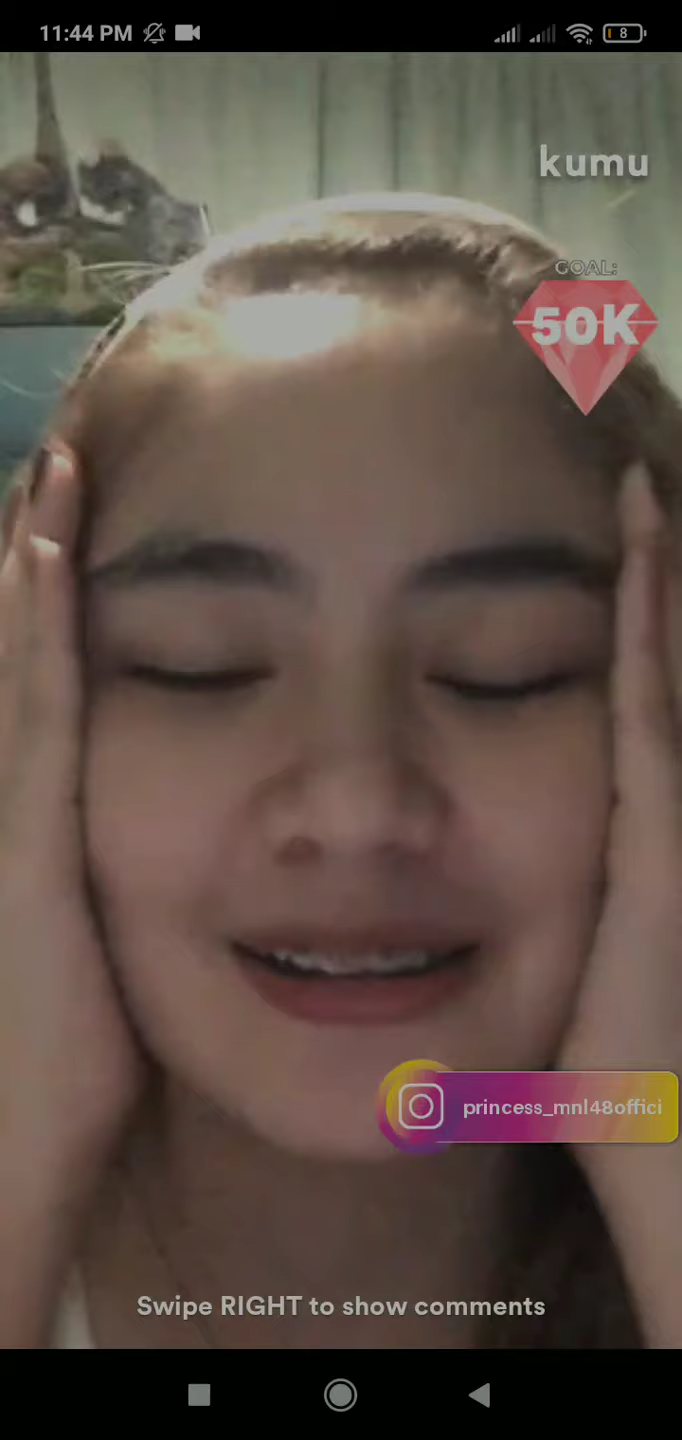 11:44 PM
8
kumu
GOAL:
50K
princess_mnl48offici
Swipe RIGHT to show comments